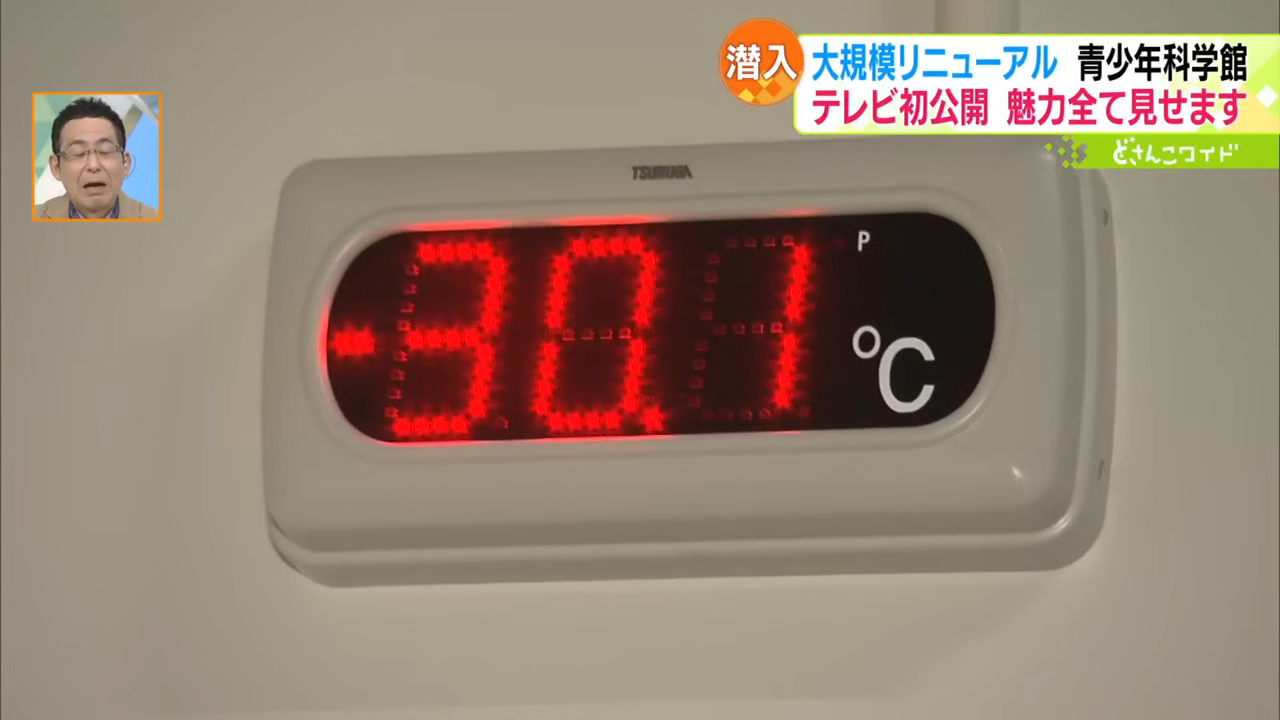 潜入
大規模リニューアル 青少年科学館
テレビ初公開 魅力全て見せます
どさんこワイド
TSURUGA
P
-30.1
℃